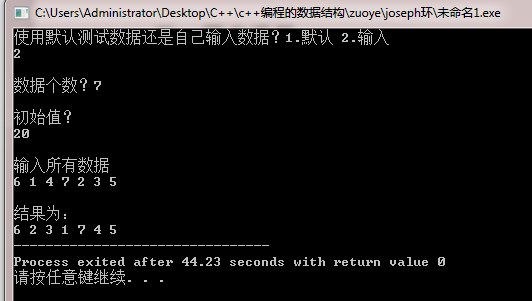 C:\Users\Administrator\Desktop\C++\c++编程的数据结构\zuoye\joseph环\未命名1.exe
使用默认测试数据还是自己输入数据？1.默认 2.输入
2
数据个数？7
初始值？
20
输入所有数据
6 1 4 7 2 3 5
结果为：
6 2 3 1 7 4 5
--------------------------------
Process exited after 44.23 seconds with return value 0
请按任意键继续. . .